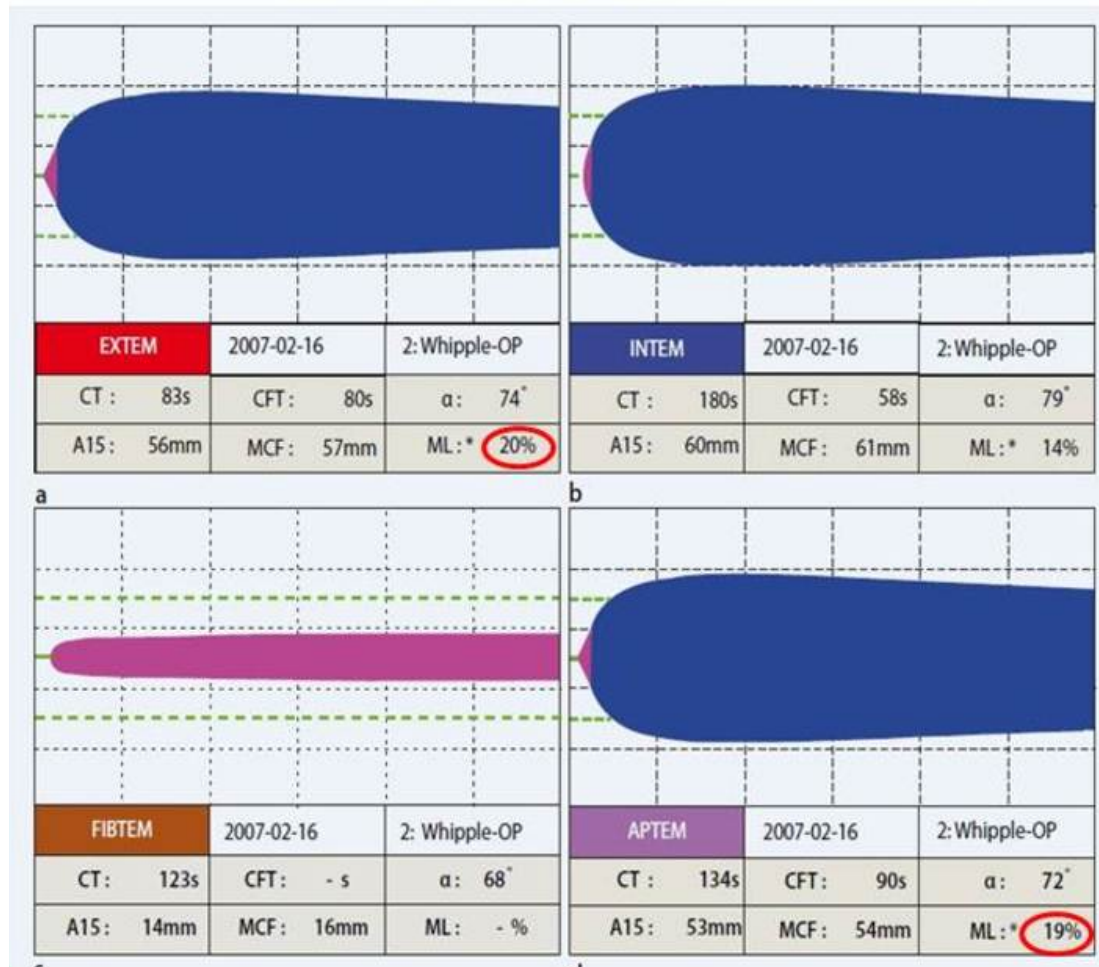 EXTEM 2007-02-16 2: Whipple-OP
CT : 83s CFT : 80s α : 74°
A15 : 56mm MCF : 57mm ML : * 20%
a
INTEM 2007-02-16 2: Whipple-OP
CT : 180s CFT : 58s α : 79°
A15 : 60mm MCF : 61mm ML : * 14%
b
FIBTEM 2007-02-16 2: Whipple-OP
CT : 123s CFT : - s α : 68°
A15 : 14mm MCF : 16mm ML : - %
APTEM 2007-02-16 2: Whipple-OP
CT : 134s CFT : 90s α : 72°
A15 : 53mm MCF : 54mm ML : * 19%